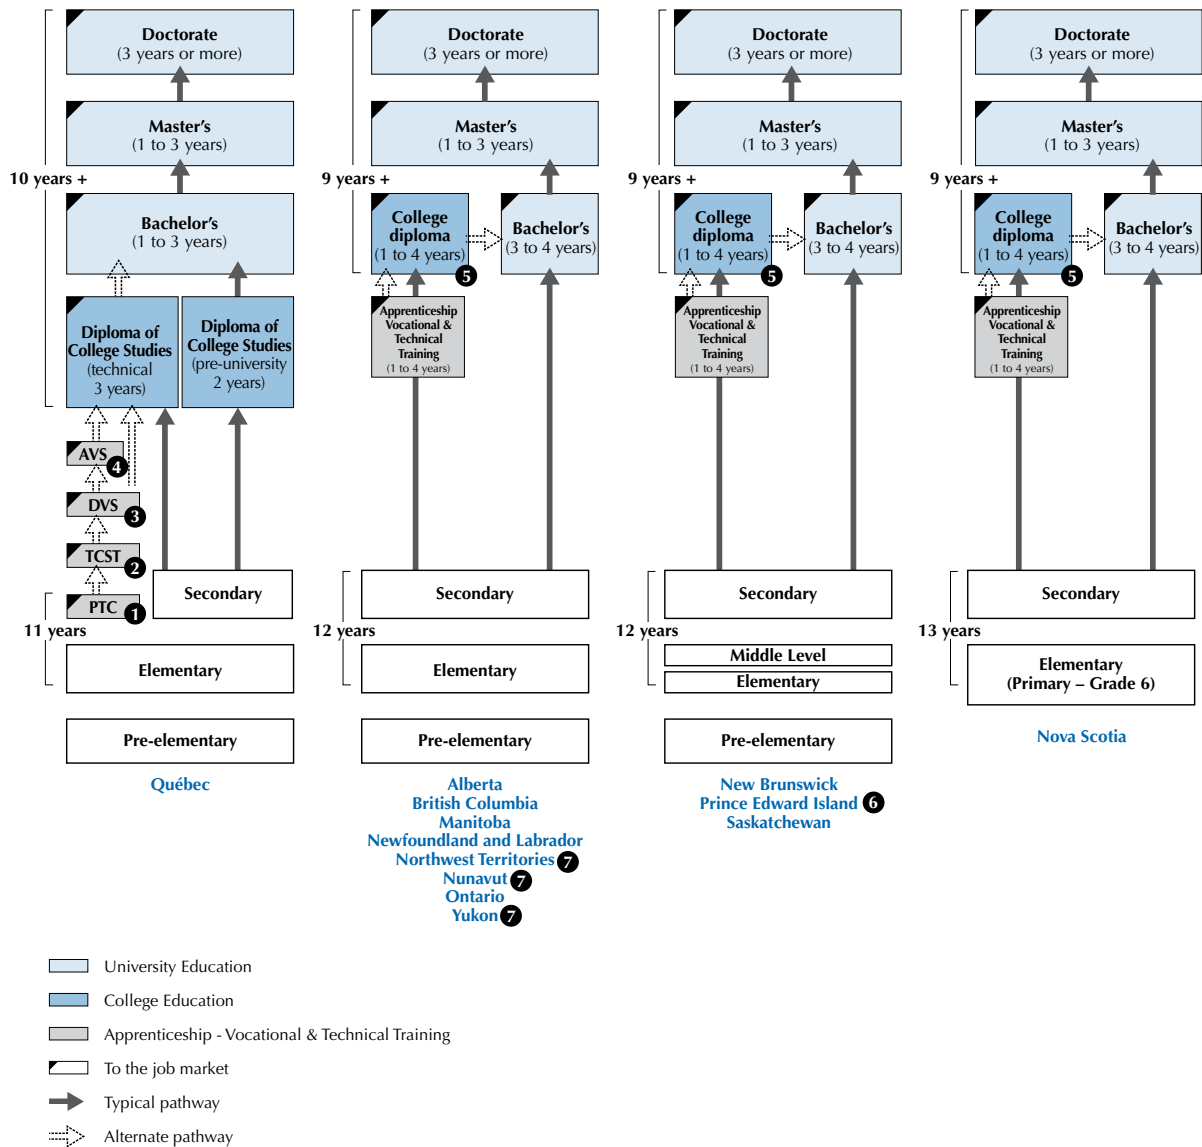 Doctorate
(3 years or more)
Master's
(1 to 3 years)
10 years +
Bachelor's
(1 to 3 years)
Diploma of
College Studies
(technical
3 years)
Diploma of
College Studies
(pre-university
2 years)
AVS
4
DVS
3
TCST
2
PTC
1
Secondary
11 years
Elementary
Pre-elementary
Québec
Doctorate
(3 years or more)
Master's
(1 to 3 years)
9 years +
College
diploma
(1 to 4 years)
5
Bachelor's
(3 to 4 years)
Apprenticeship
Vocational &
Technical
Training
(1 to 4 years)
Secondary
12 years
Elementary
Pre-elementary
Alberta
British Columbia
Manitoba
Newfoundland and Labrador
Northwest Territories 7
Nunavut 7
Ontario
Yukon 7
Doctorate
(3 years or more)
Master's
(1 to 3 years)
9 years +
College
diploma
(1 to 4 years)
5
Bachelor's
(3 to 4 years)
Apprenticeship
Vocational &
Technical
Training
(1 to 4 years)
Secondary
12 years
Middle Level
Elementary
Pre-elementary
New Brunswick
Prince Edward Island 6
Saskatchewan
Doctorate
(3 years or more)
Master's
(1 to 3 years)
9 years +
College
diploma
(1 to 4 years)
5
Bachelor's
(3 to 4 years)
Apprenticeship
Vocational &
Technical
Training
(1 to 4 years)
Secondary
13 years
Elementary
(Primary – Grade 6)
Nova Scotia
University Education
College Education
Apprenticeship - Vocational & Technical Training
To the job market
Typical pathway
Alternate pathway